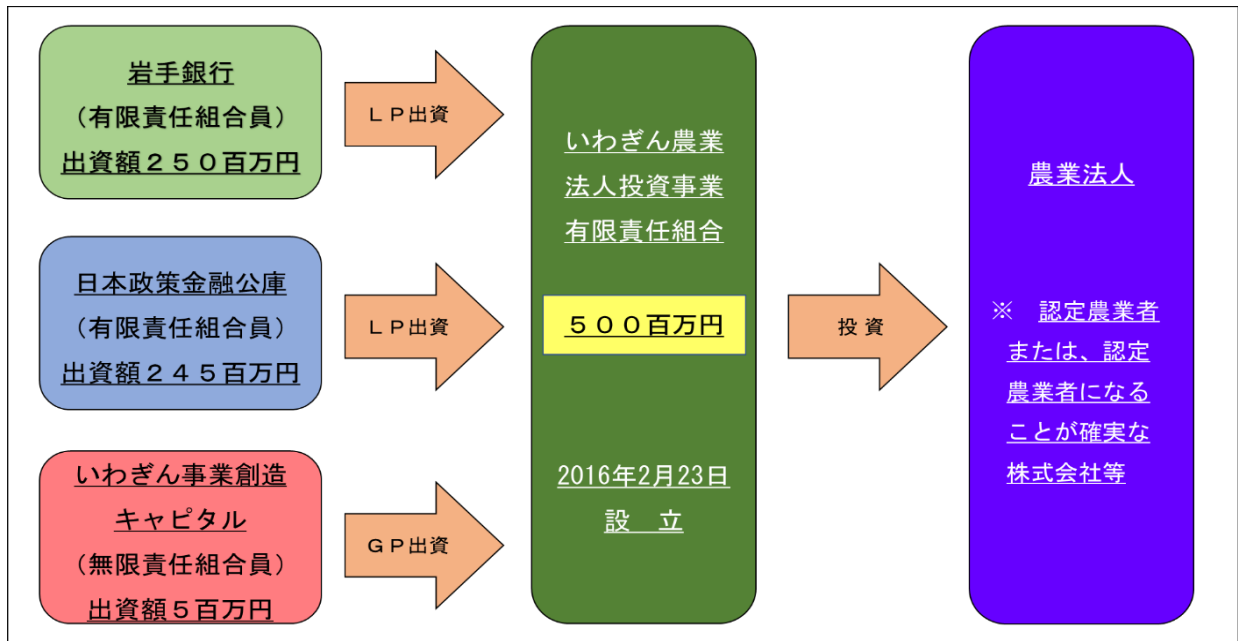 岩手銀行
（有限責任組合員）
出資額２５０百万円
ＬＰ出資
日本政策金融公庫
（有限責任組合員）
出資額２４５百万円
ＬＰ出資
いわぎん事業創造
キャピタル
（無限責任組合員）
出資額５百万円
ＧＰ出資
いわぎん農業
法人投資事業
有限責任組合
５００百万円
2016年2月23日
設　立
投 資
農業法人
※　認定農業者
または、認定
農業者になる
ことが確実な
株式会社等